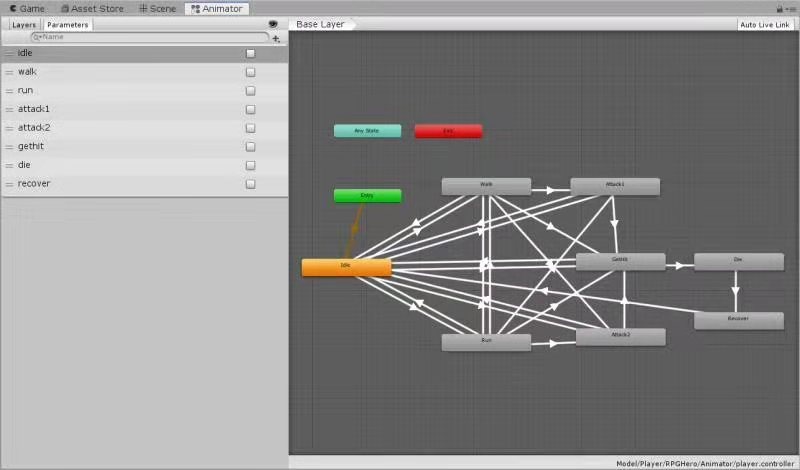 Game
Asset Store
Scene
Animator
Layers
Parameters
Name
idle
walk
run
attack1
attack2
gethit
die
recover
Base Layer
Auto Live Link
Any State
Exit
Entry
Walk
Attack1
Idle
GetHit
Die
Run
Attack2
Recover
Model/Player/RPGHero/Animator/player.controller